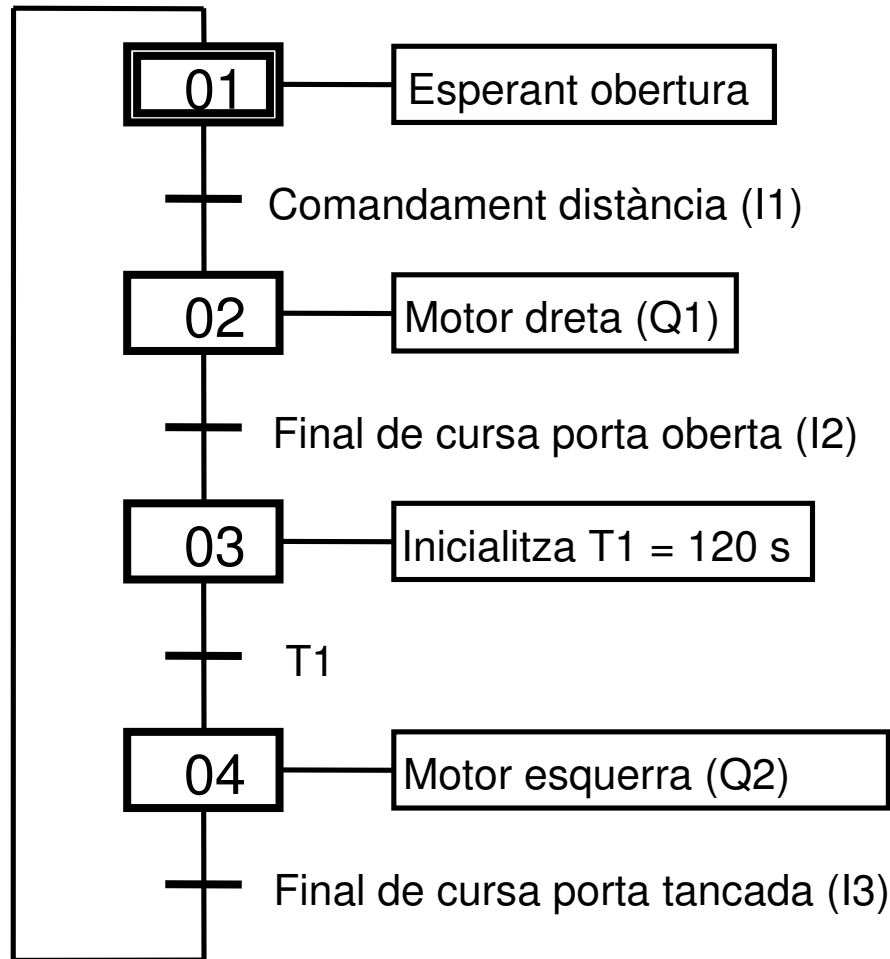 01
Esperant obertura
Comandament distància (I1)
02
Motor dreta (Q1)
Final de cursa porta oberta (I2)
03
Inicialitza T1 = 120 s
T1
04
Motor esquerra (Q2)
Final de cursa porta tancada (I3)